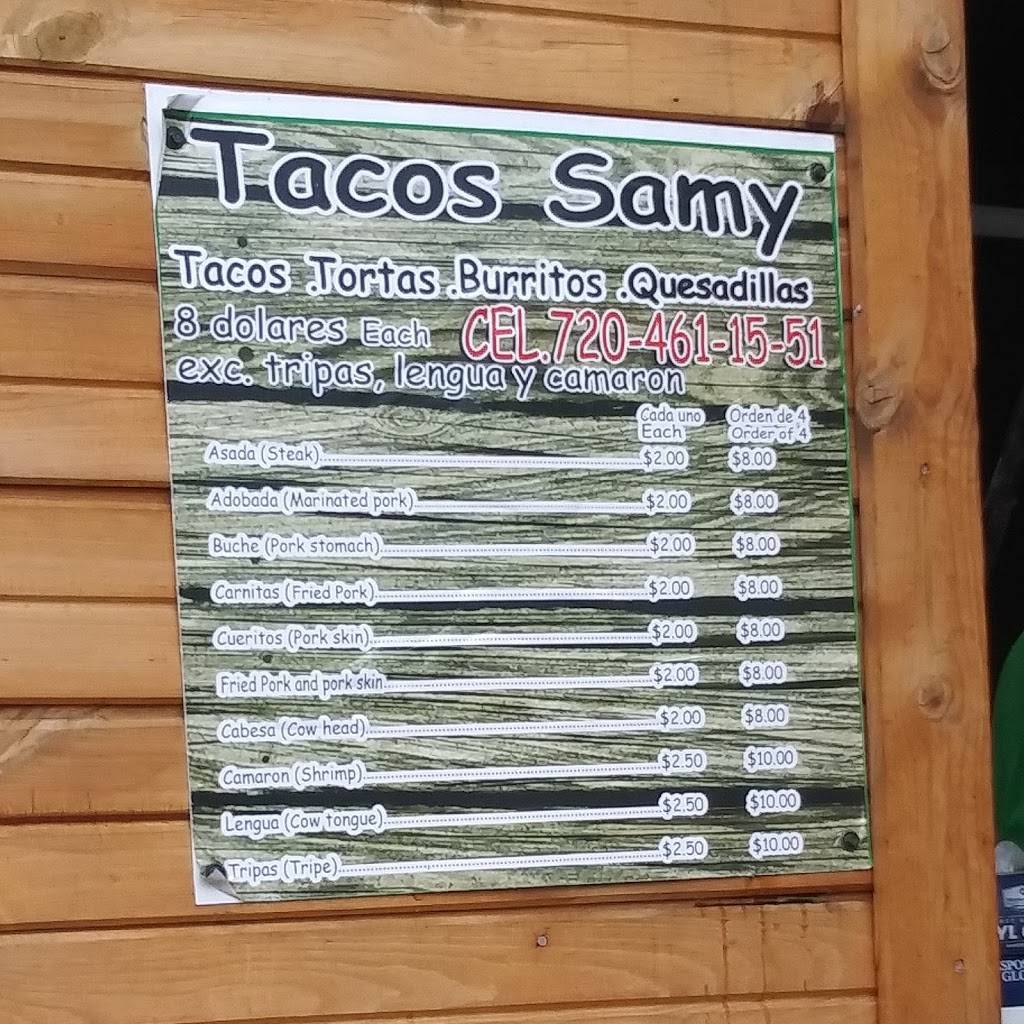 Tacos Samy
Tacos .Tortas .Burritos .Quesadillas
8 dolares Each CEL.720-461-15-51
exc. tripas, lengua y camaron
Cada uno Orden de 4
Each Order of 4
Asada (Steak) $2.00 $8.00
Adobada (Marinated pork) $2.00 $8.00
Buche (Pork stomach) $2.00 $8.00
Carnitas (Fried Pork) $2.00 $8.00
Cueritos (Pork skin) $2.00 $8.00
Fried Pork and pork skin $2.00 $8.00
Cabesa (Cow head) $2.00 $8.00
Camaron (Shrimp) $2.50 $10.00
Lengua (Cow tongue) $2.50 $10.00
Tripas (Tripe) $2.50 $10.00